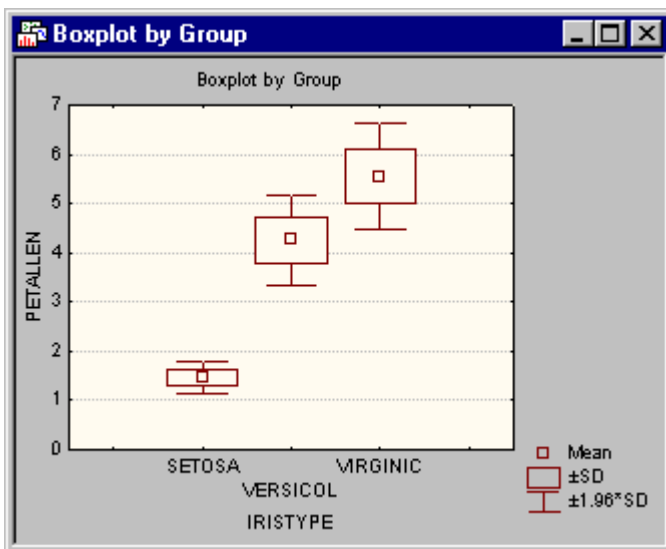 Boxplot by Group
Boxplot by Group
7
6
5
4
3
2
1
0
PETALLEN
SETOSA
VIRGINIC
VERSICOL
IRISTYPE
Mean
±SD
±1.96*SD